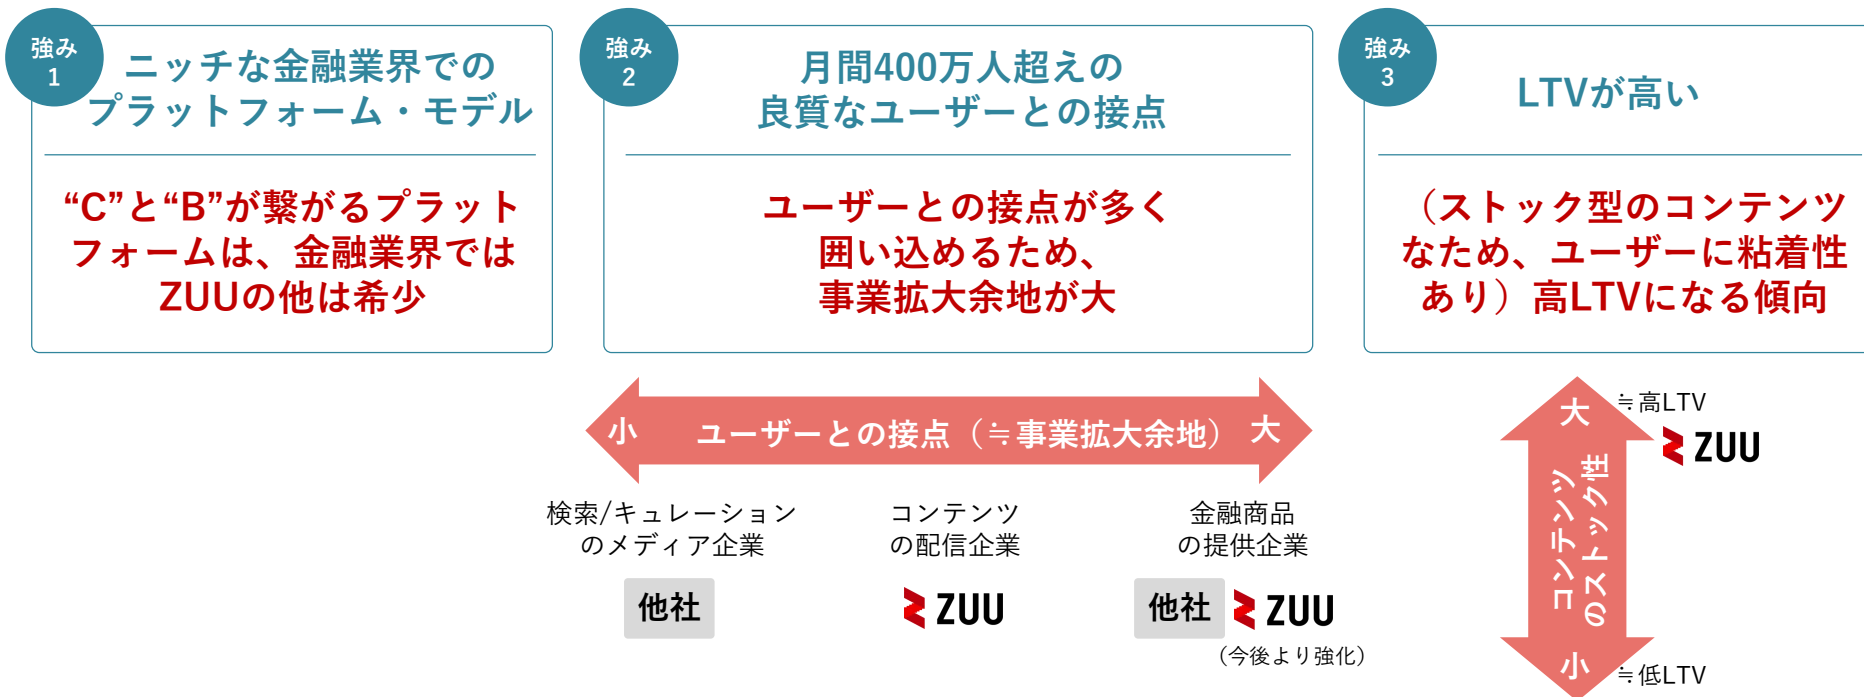 強み
1
ニッチな金融業界での
プラットフォーム・モデル
“C”と“B”が繋がるプラット
フォームは、金融業界では
ZUUの他は希少
強み
2
月間400万人超えの
良質なユーザーとの接点
ユーザーとの接点が多く
囲い込めるため、
事業拡大余地が大
強み
3
LTVが高い
（ストック型のコンテンツ
なため、ユーザーに粘着性
あり）高LTVになる傾向
小 ユーザーとの接点（≒事業拡大余地） 大
検索/キュレーション
のメディア企業
他社
コンテンツ
の配信企業
ZUU
金融商品
の提供企業
他社 ZUU
（今後より強化）
大
≒高LTV
ZUU
コンテンツ
のストック性
小
≒低LTV